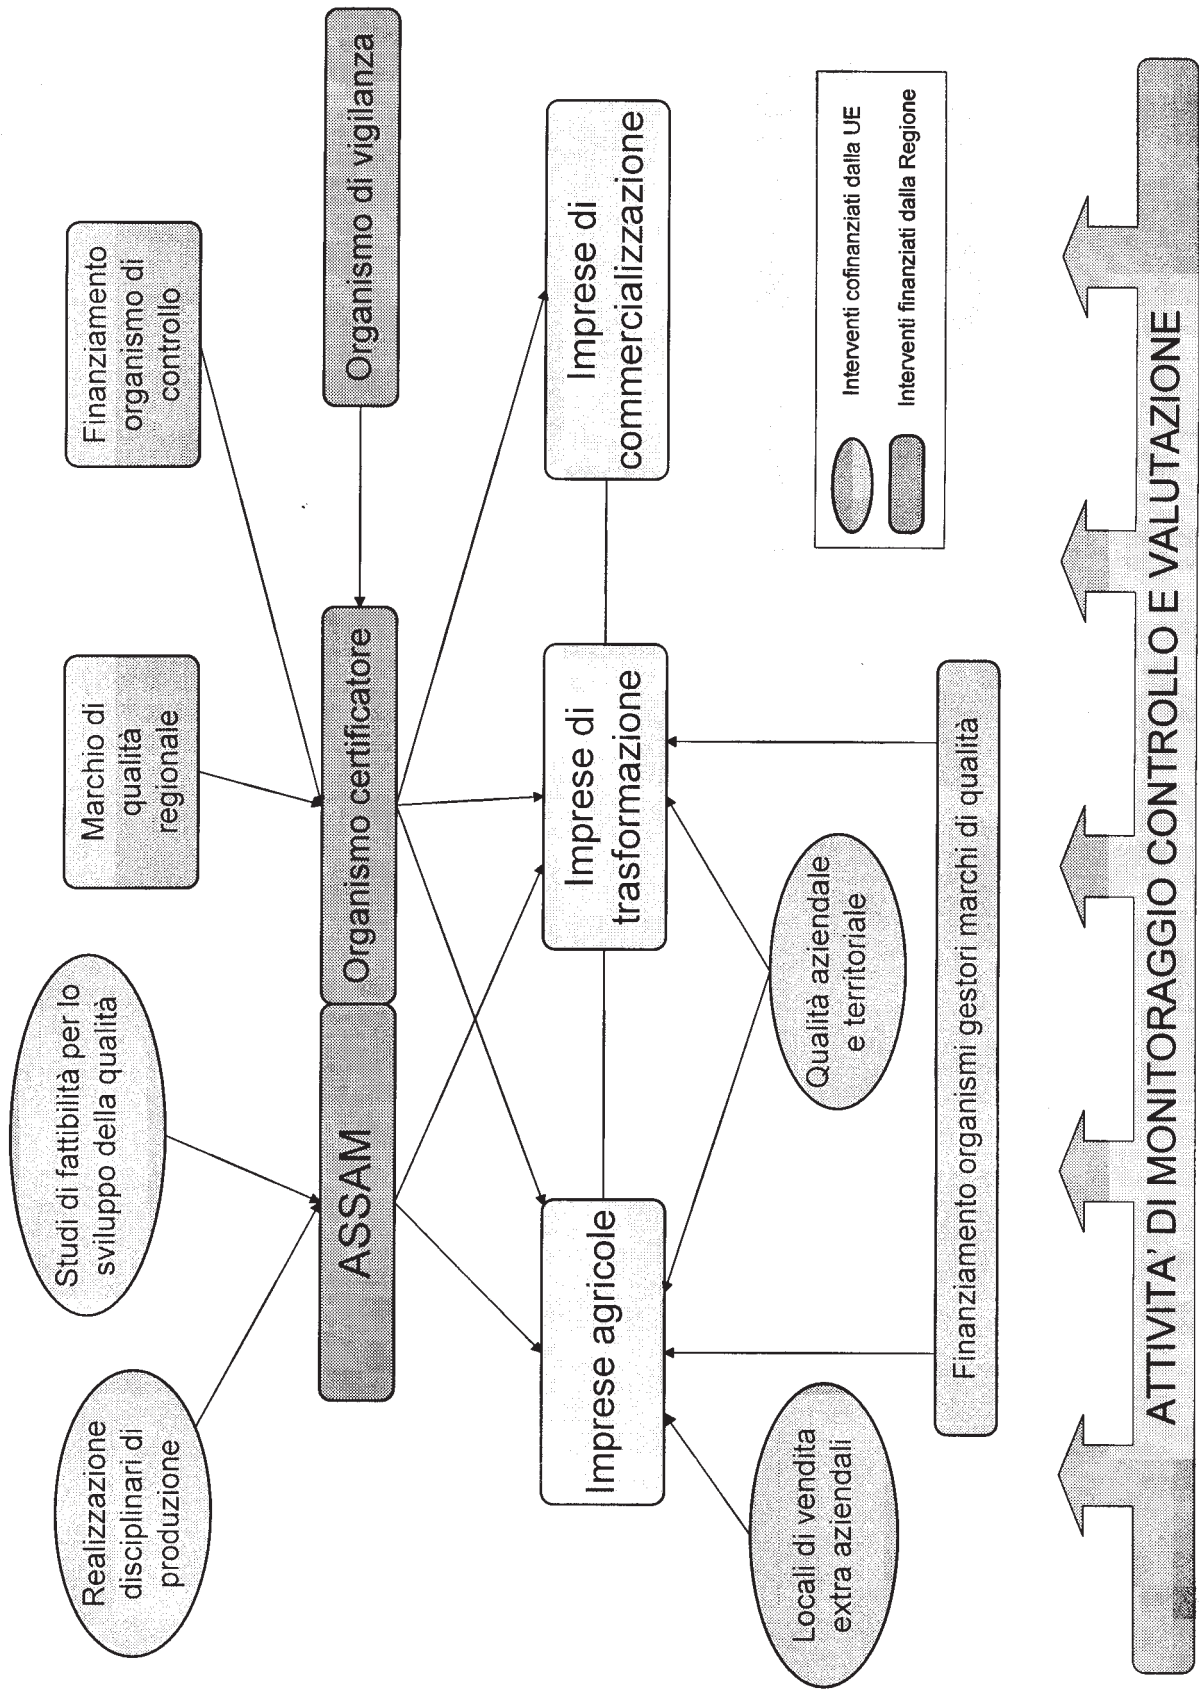 Realizzazione
disciplinari di
produzione
Studi di fattibilità per lo
sviluppo della qualità
Marchio di
qualità
regionale
Finanziamento
organismo di
controllo
ASSAM
Organismo certificatore
Organismo di vigilanza
Imprese agricole
Imprese di
trasformazione
Imprese di
commercializzazione
Locali di vendita
extra aziendali
Qualità aziendale
e territoriale
Interventi cofinanziati dalla UE
Interventi finanziati dalla Regione
Finanziamento organismi gestori marchi di qualità
ATTIVITA' DI MONITORAGGIO CONTROLLO E VALUTAZIONE